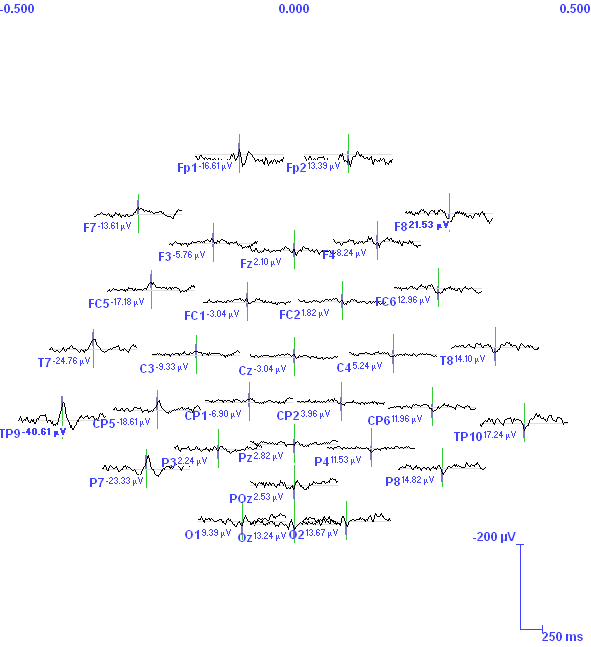 -0.500 0.000 0.500
Fp1-16.61 µV Fp2 13.39 µV
F7-13.61 µV F8 21.53 µV
F3-5.76 µV Fz 2.10 µV F4 8.24 µV
FC5-17.18 µV FC1-3.04 µV FC2 1.82 µV FC6 12.96 µV
T7-24.76 µV C3-9.33 µV Cz-3.04 µV C4 5.24 µV T8 14.10 µV
TP9-40.61 µV CP5-18.61 µV CP1-6.90 µV CP2 3.96 µV CP6 11.96 µV TP10 17.24 µV
P7-23.33 µV P3 2.24 µV Pz 2.82 µV P4 11.53 µV P8 14.82 µV
POz 2.53 µV
O1 9.39 µV Oz 13.24 µV O2 13.67 µV
-200 µV
250 ms